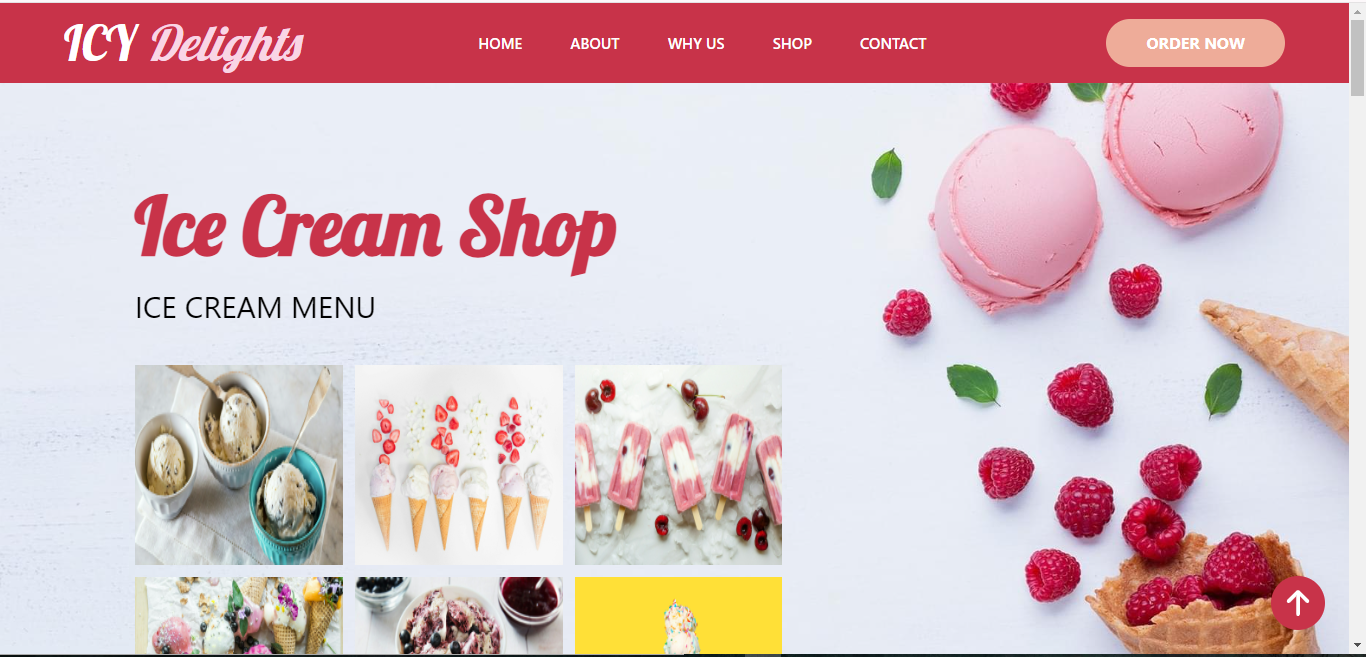 ICY Delights
HOME ABOUT WHY US SHOP CONTACT
ORDER NOW
Ice Cream Shop
ICE CREAM MENU